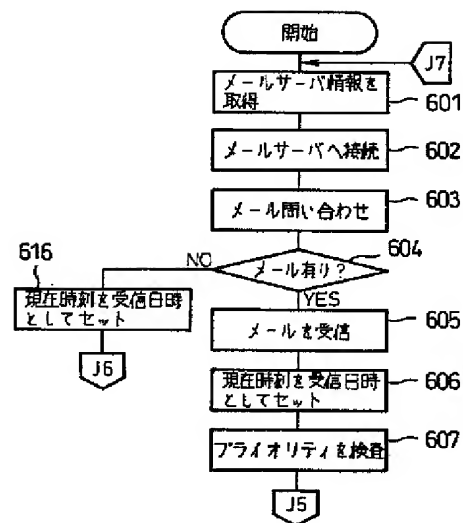 開始
J7
メールサーバ情報を
取得
601
メールサーバへ接続
602
メール問い合わせ
603
604
メール有り?
NO
YES
616
現在時刻を受信日時
としてセット
J6
メールを受信
605
現在時刻を受信日時
としてセット
606
プライオリティを検査
607
J5